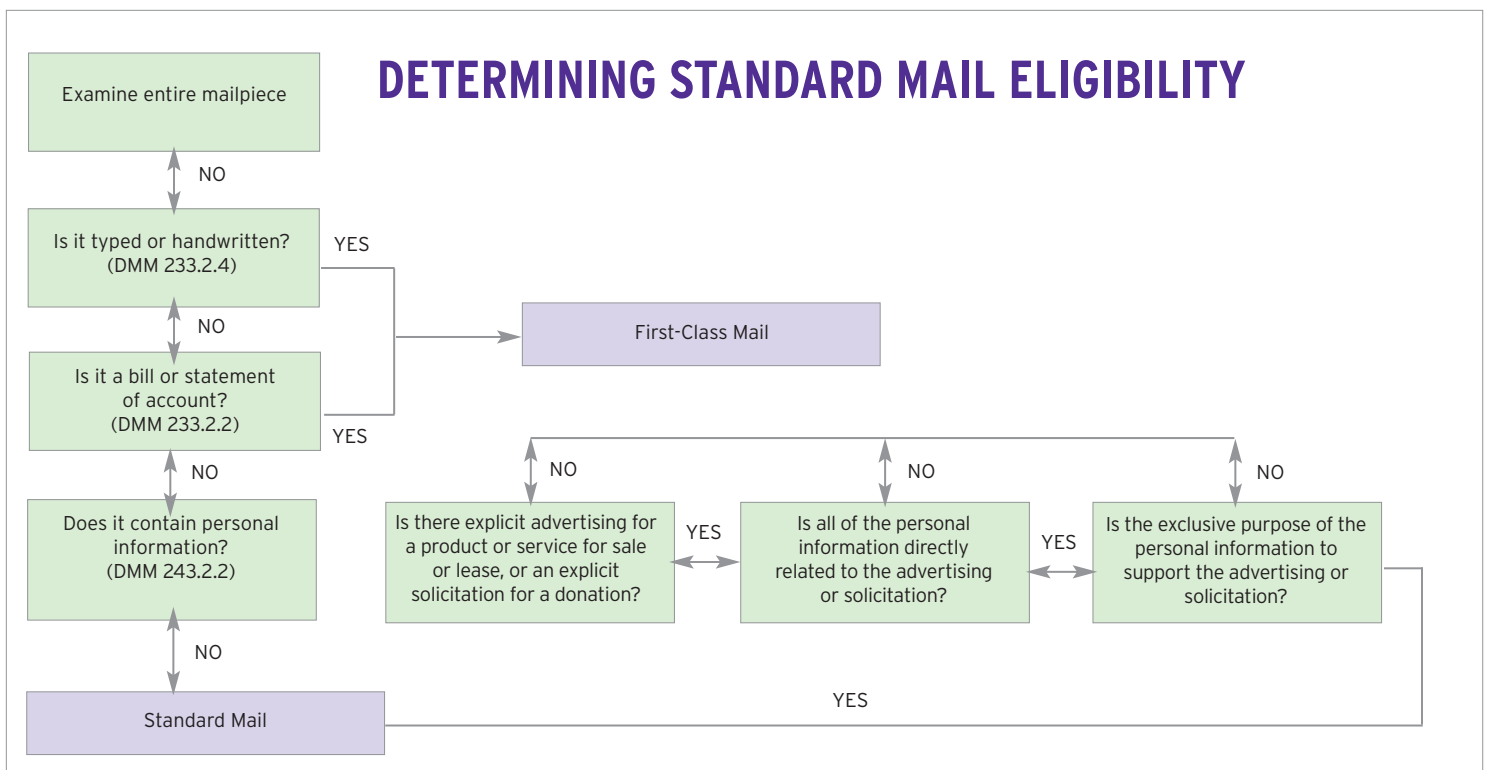 DETERMINING STANDARD MAIL ELIGIBILITY
Examine entire mailpiece
NO
Is it typed or handwritten?
(DMM 233.2.4)
YES
NO
First-Class Mail
Is it a bill or statement
of account?
(DMM 233.2.2)
YES
NO
Does it contain personal
information?
(DMM 243.2.2)
NO
Is there explicit advertising for
a product or service for sale
or lease, or an explicit
solicitation for a donation?
YES
NO
Is all of the personal
information directly
related to the advertising
or solicitation?
YES
NO
Is the exclusive purpose of the
personal information to
support the advertising or
solicitation?
NO
Standard Mail
YES